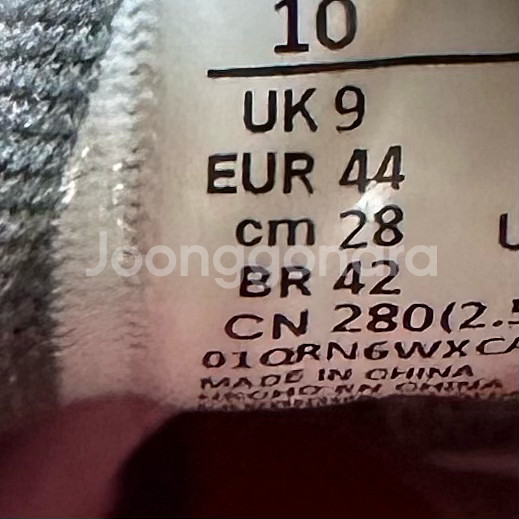 10
UK 9
EUR 44
cm 28
U
Joonggonara
BR 42
CN 280(2.5
MADE IN CHINA